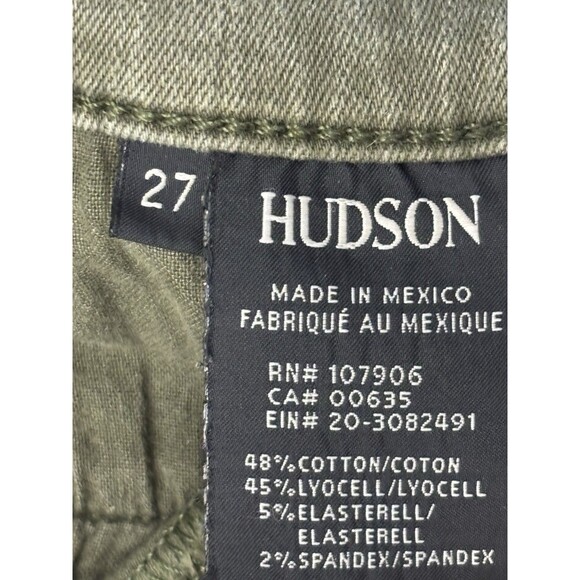 27
HUDSON
MADE IN MEXICO
FABRIQUÉ AU MEXIQUE
RN# 107906
CA# 00635
EIN# 20-3082491
48% COTTON/COTON
45% LYOCELL/LYOCELL
5% ELASTERELL/
ELASTERELL
2% SPANDEX/SPANDEX